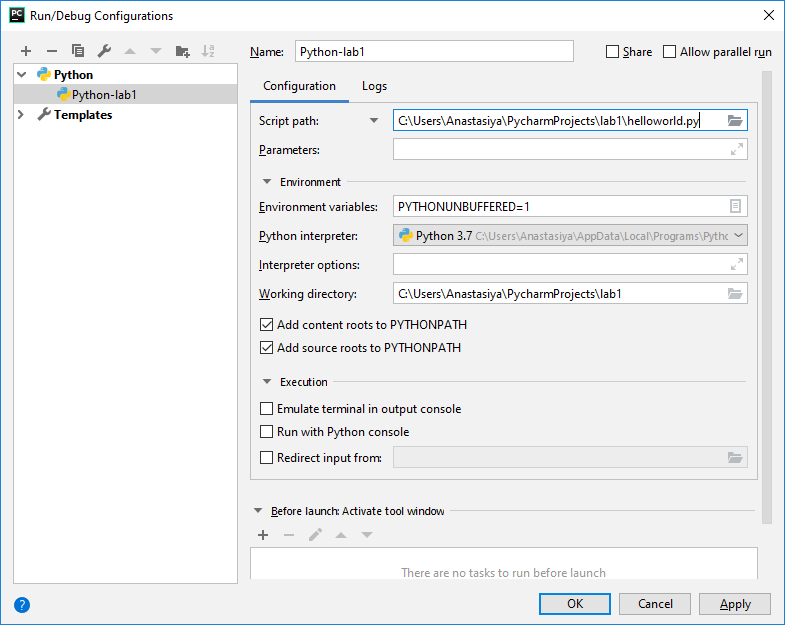 PC Run/Debug Configurations
Name: Python-lab1
Share
Allow parallel run
Python
Python-lab1
Templates
Configuration Logs
Script path: C:\Users\Anastasiya\PycharmProjects\lab1\helloworld.py
Parameters:
Environment
Environment variables: PYTHONUNBUFFERED=1
Python interpreter: Python 3.7 C:\Users\Anastasiya\AppData\Local\Programs\Pytho
Interpreter options:
Working directory: C:\Users\Anastasiya\PycharmProjects\lab1
Add content roots to PYTHONPATH
Add source roots to PYTHONPATH
Execution
Emulate terminal in output console
Run with Python console
Redirect input from:
Before launch: Activate tool window
There are no tasks to run before launch
? OK Cancel Apply